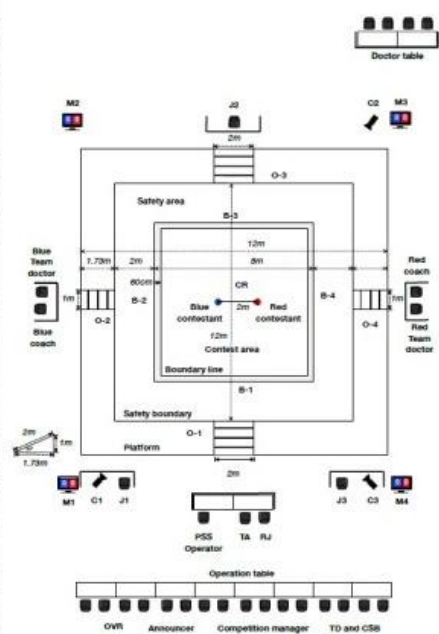 Doctor table
M2
J2
C2
M3
2m
O-3
Safety area
B-3
12m
1.73m
2m
8m
Blue
Team
doctor
Red
coach
60cm
CR
1m
B-2
Blue
contestant
2m
Red
contestant
B-4
1m
O-2
O-4
Blue
coach
Red
Team
doctor
12m
Contest area
Boundary line
B-1
Safety boundary
O-1
2m
1m
1.73m
Platform
2m
M1
C1
J1
J3
C3
M4
PSS
Operator
TA
RJ
Operation table
OVR
Announcer
Competition manager
TD and CSB